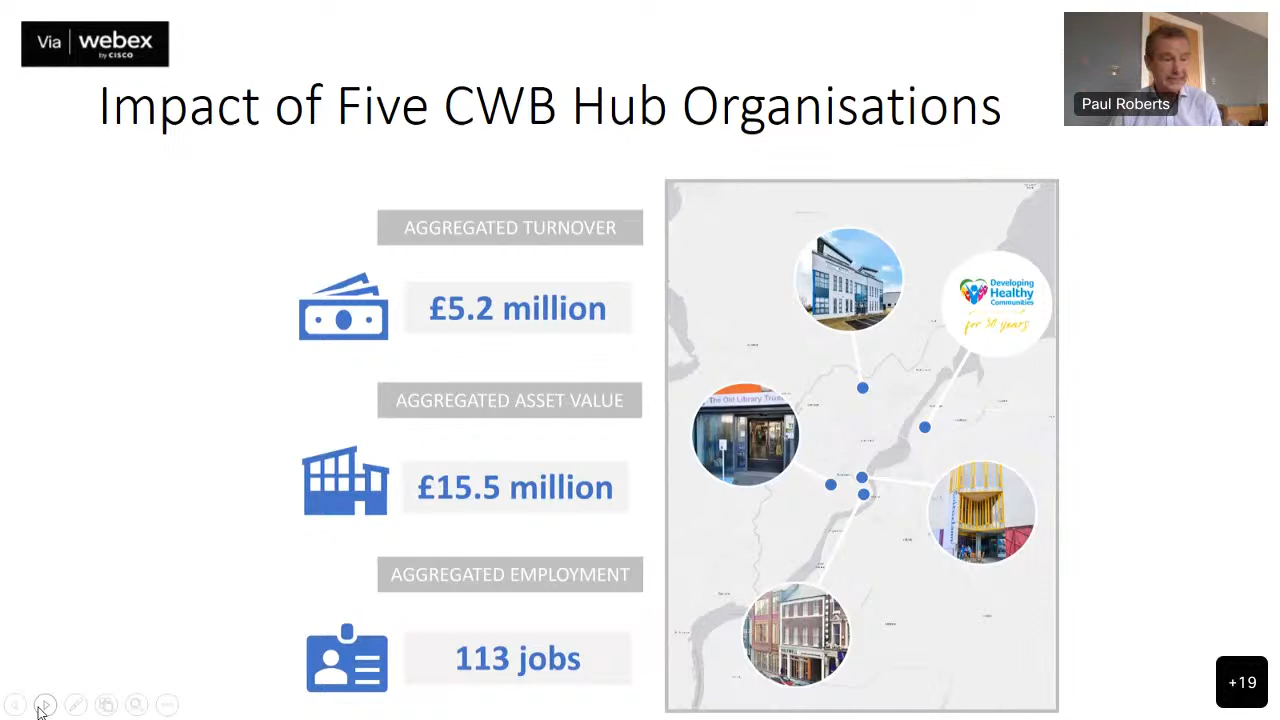 Via webex
by CISCO
Impact of Five CWB Hub Organisations
Paul Roberts
AGGREGATED TURNOVER
£5.2 million
AGGREGATED ASSET VALUE
£15.5 million
AGGREGATED EMPLOYMENT
113 jobs
Developing
Healthy
Communities
for 30 years
The Old Library Trust
+19